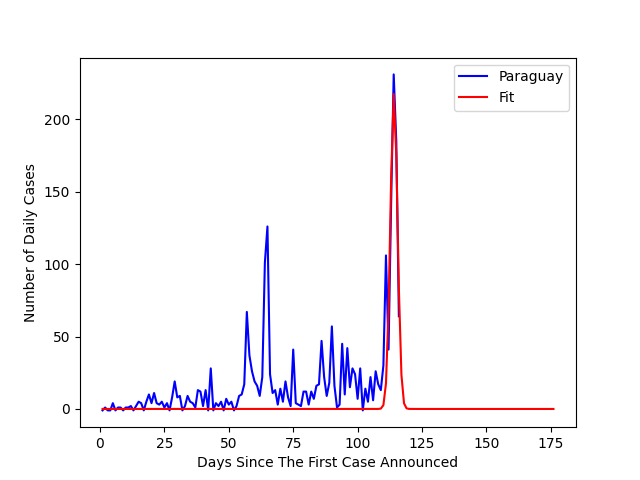 Paraguay
Fit
200
150
100
50
0
Number of Daily Cases
0 25 50 75 100 125 150 175
Days Since The First Case Announced